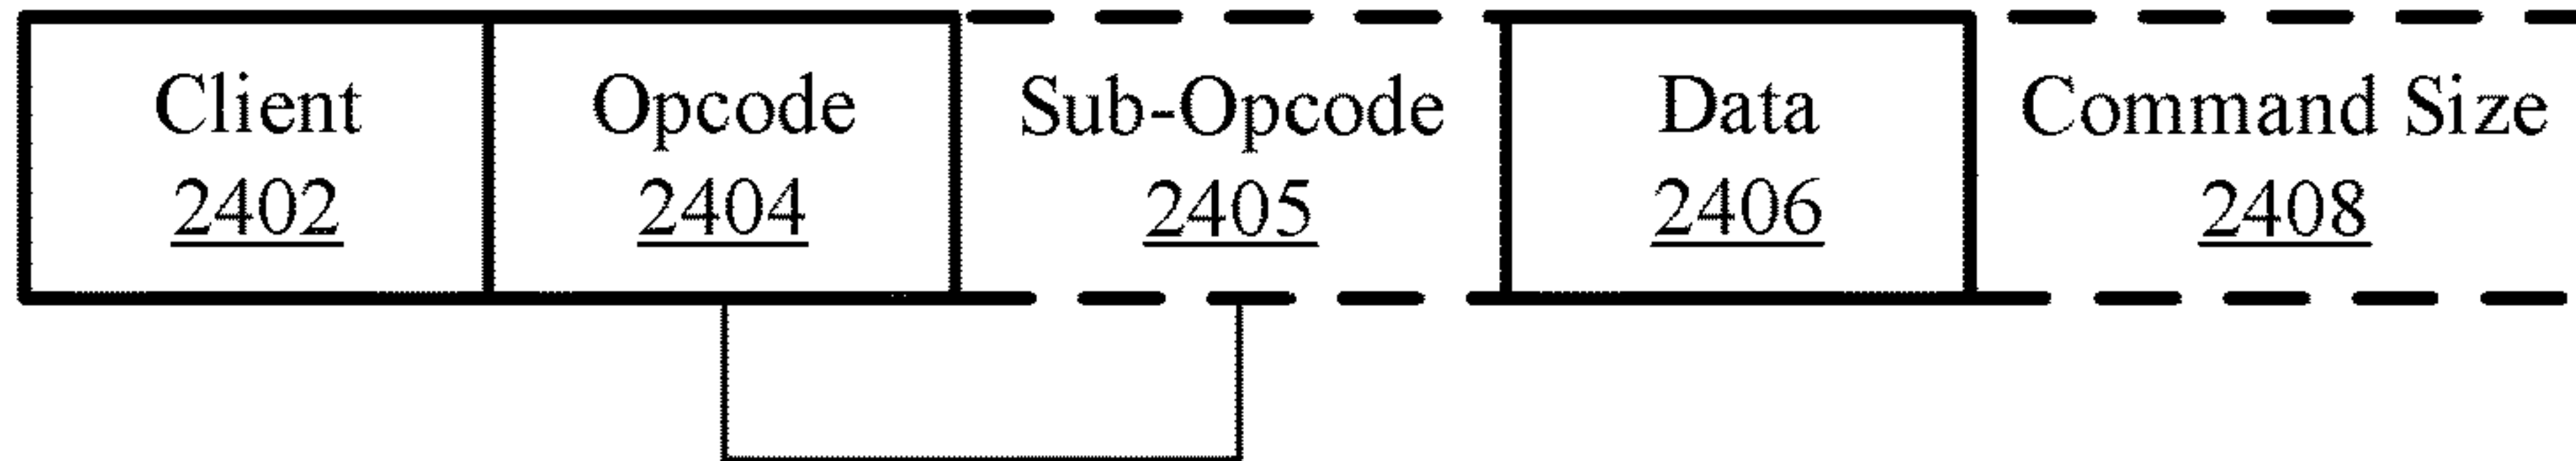 Client Opcode Sub-Opcode Data Command Size
2402 2404 2405 2406 2408